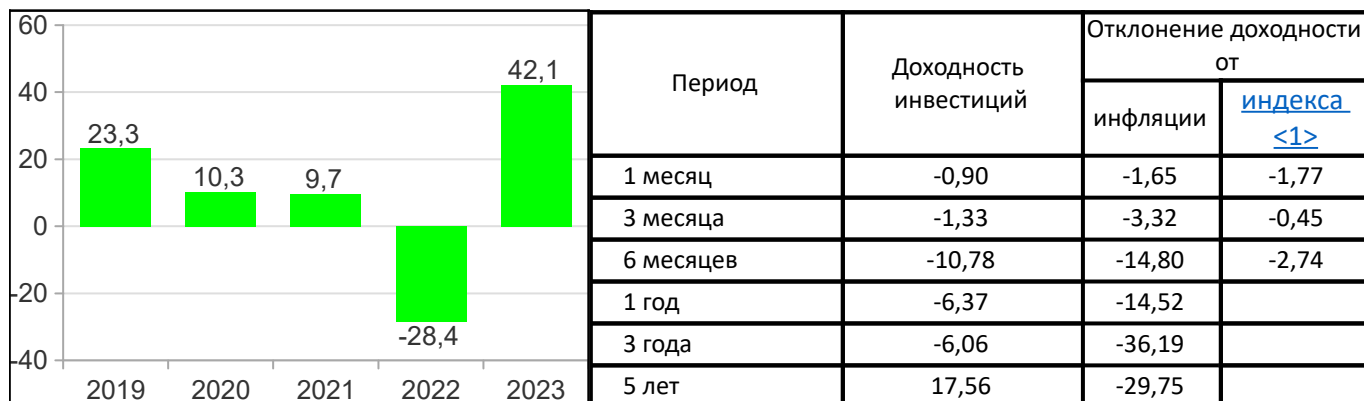 60
40
20
0
-20
-40
23,3
10,3
9,7
-28,4
42,1
2019 2020 2021 2022 2023
Период
Доходность
инвестиций
Отклонение доходности
от
инфляции
индекса
<1>
1 месяц -0,90 -1,65 -1,77
3 месяца -1,33 -3,32 -0,45
6 месяцев -10,78 -14,80 -2,74
1 год -6,37 -14,52
3 года -6,06 -36,19
5 лет 17,56 -29,75